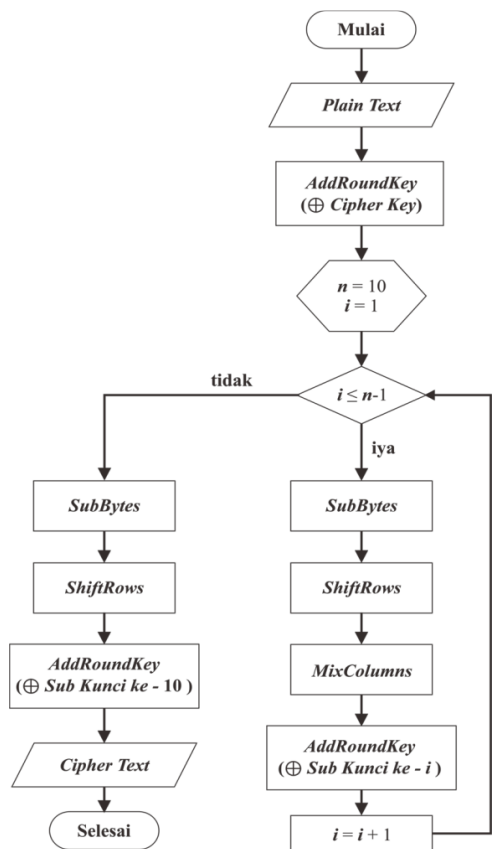 Mulai
Plain Text
AddRoundKey
(⊕ Cipher Key)
n = 10
i = 1
i ≤ n-1
tidak
iya
SubBytes
ShiftRows
AddRoundKey
(⊕ Sub Kunci ke - 10 )
Cipher Text
Selesai
SubBytes
ShiftRows
MixColumns
AddRoundKey
(⊕ Sub Kunci ke - i )
i = i + 1